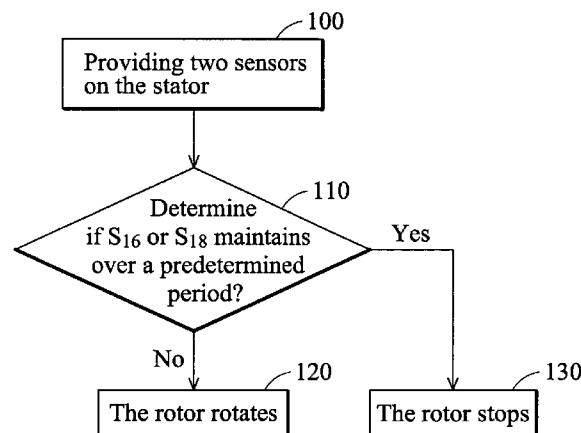 100
Providing two sensors
on the stator
110
Determine
if S16 or S18 maintains
over a predetermined
period?
Yes
No
120
The rotor rotates
130
The rotor stops